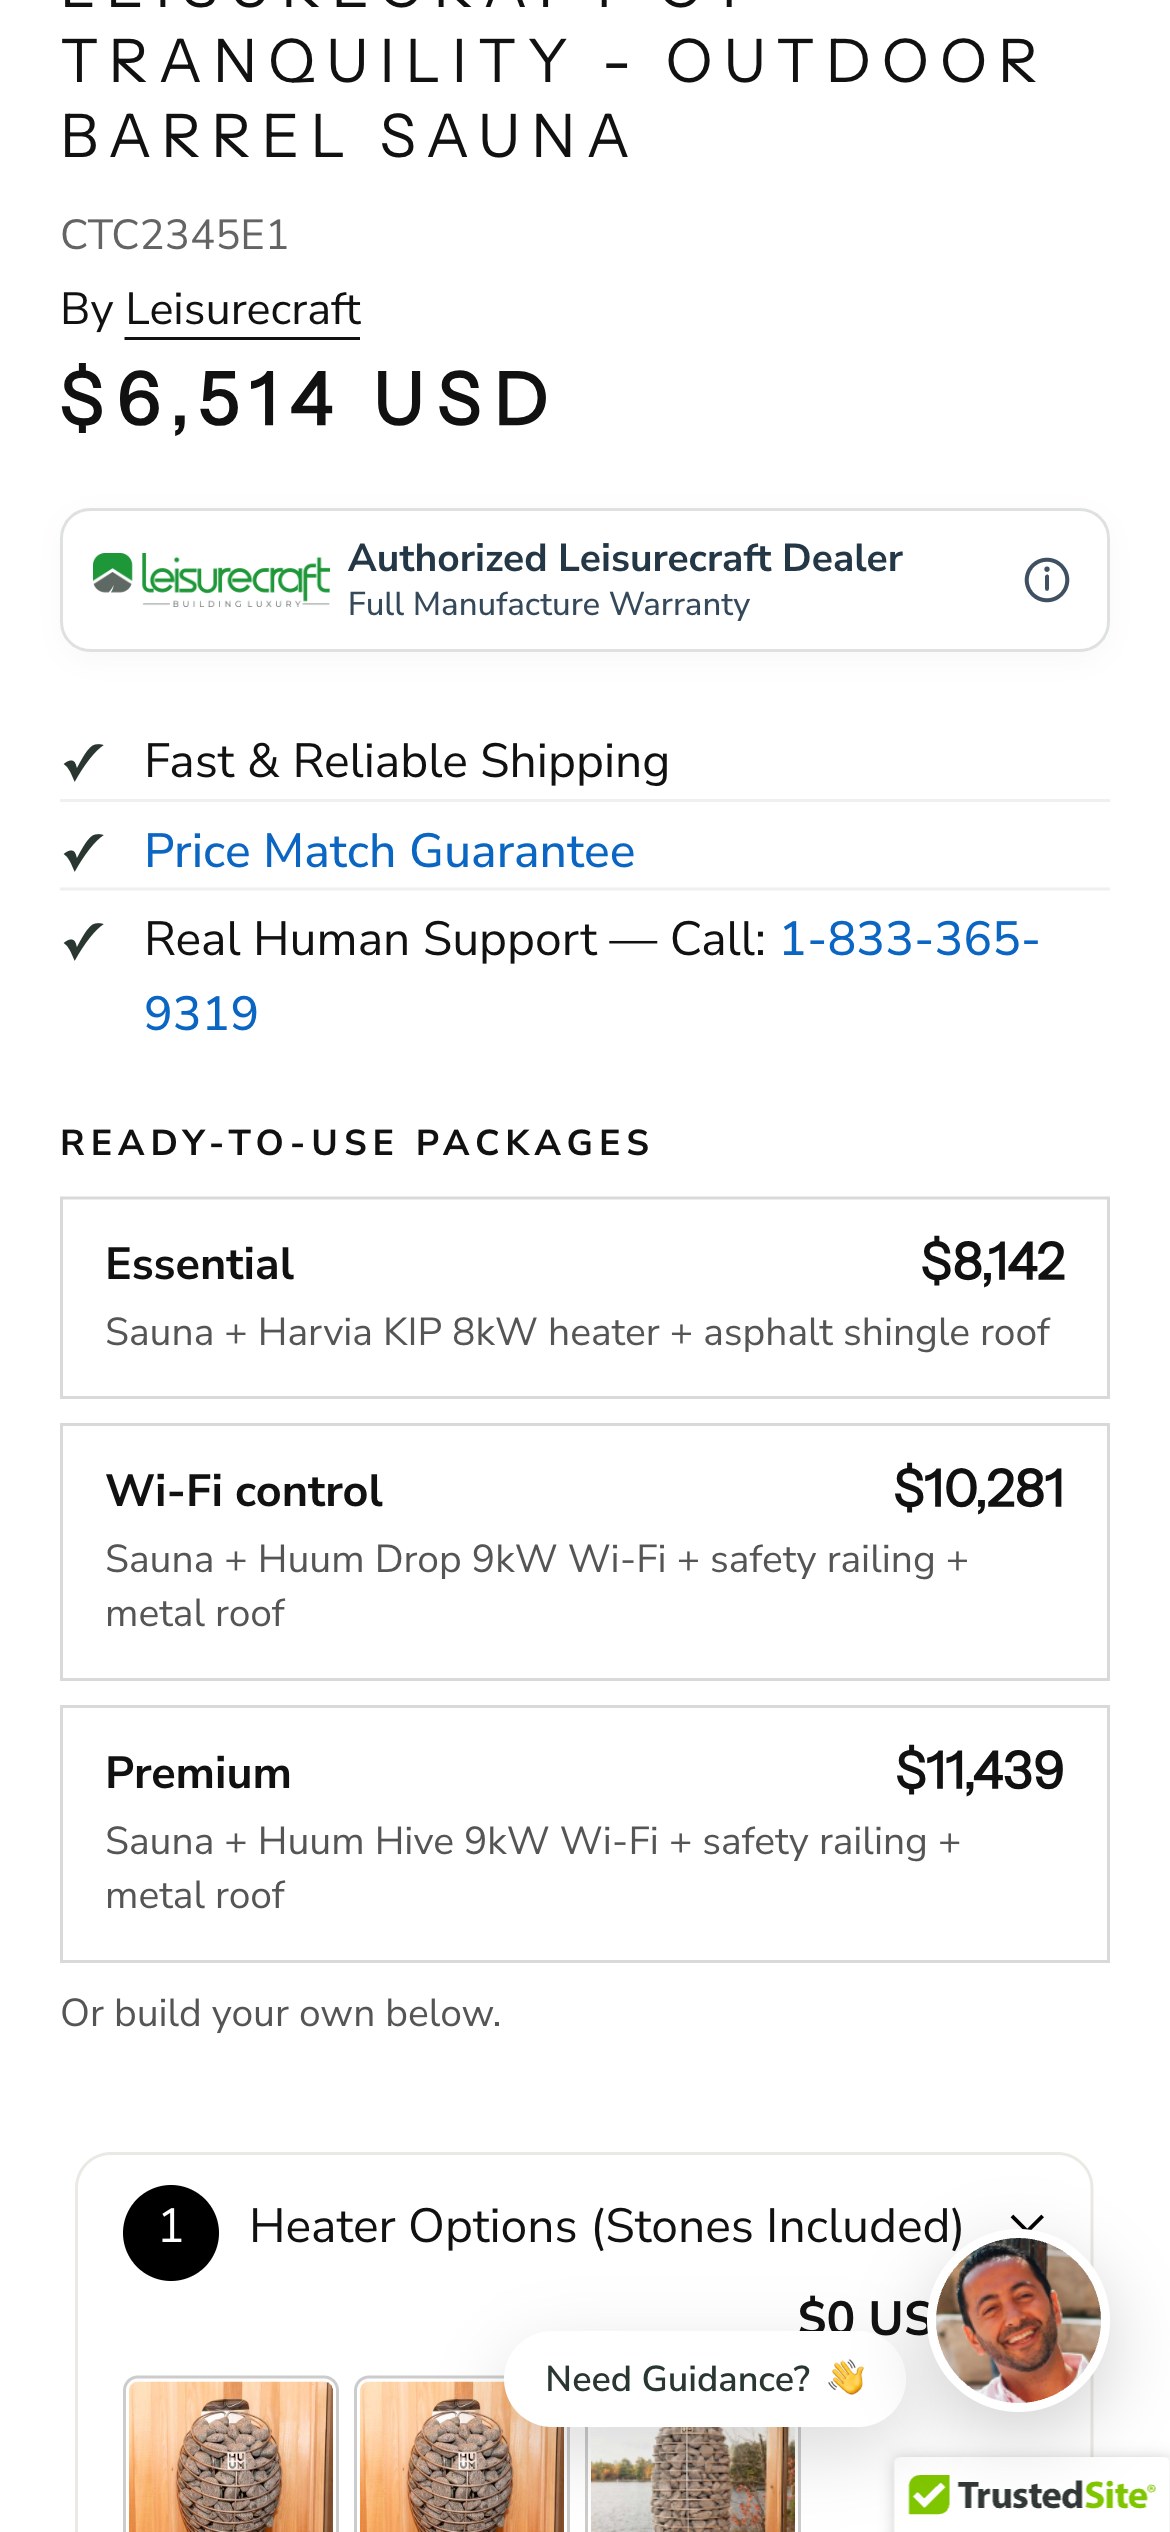 TRANQUILITY - OUTDOOR
BARREL SAUNA
CTC2345E1
By Leisurecraft
$6,514 USD
leisurecraft
BUILDING LUXURY
Authorized Leisurecraft Dealer
Full Manufacture Warranty
Fast & Reliable Shipping
Price Match Guarantee
Real Human Support — Call: 1-833-365-
9319
READY-TO-USE PACKAGES
Essential
$8,142
Sauna + Harvia KIP 8kW heater + asphalt shingle roof
Wi-Fi control
$10,281
Sauna + Huum Drop 9kW Wi-Fi + safety railing +
metal roof
Premium
$11,439
Sauna + Huum Hive 9kW Wi-Fi + safety railing +
metal roof
Or build your own below.
1
Heater Options (Stones Included)
$0 US
Need Guidance? 👋
HUUM
HUUM
TrustedSite®